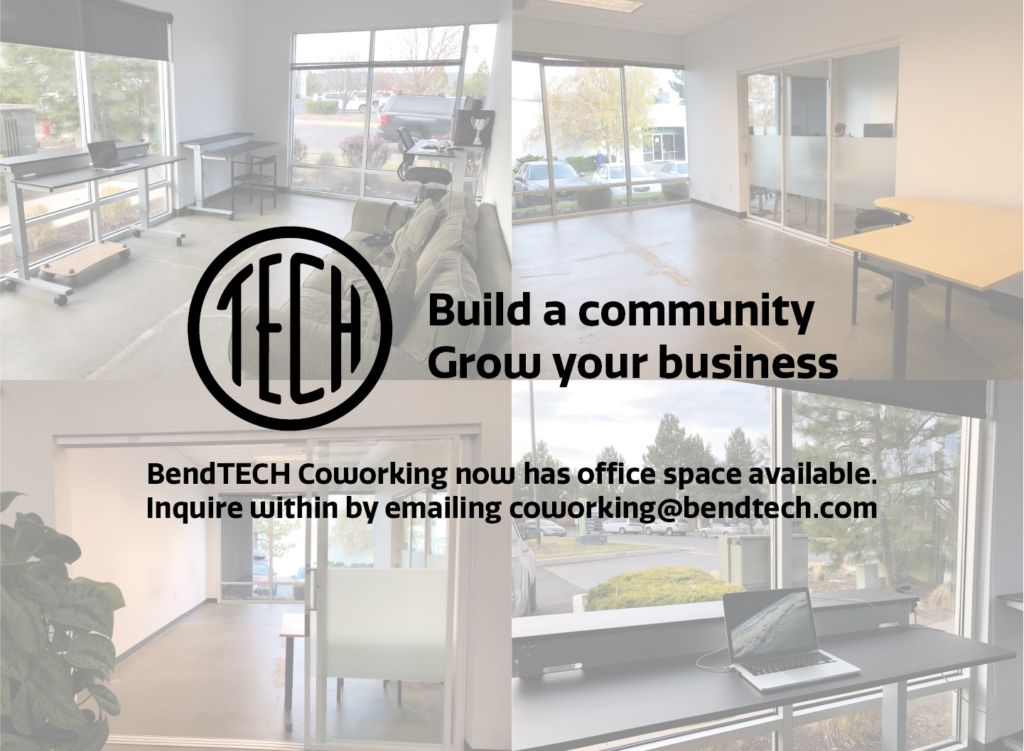 TECH
Build a community
Grow your business
BendTECH Coworking now has office space available.
Inquire within by emailing coworking@bendtech.com